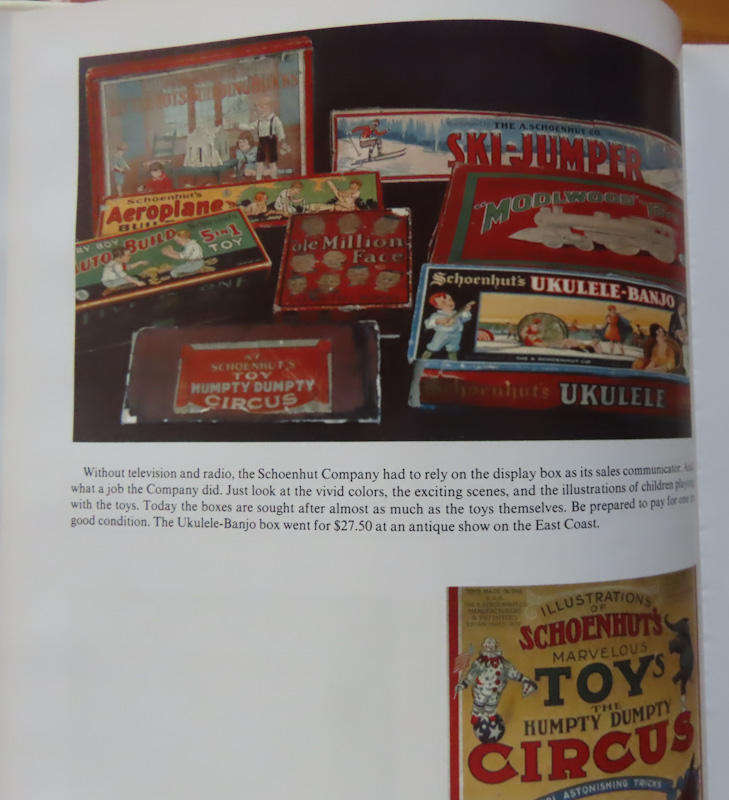 THE A. SCHOENHUT CO.
SKI-JUMPER
Schoenhut's
Aeroplane
"MODLWOOD"
AUTO BUILD
5 in 1
TOY
ole Million
Face
Schoenhut's UKULELE-BANJO
THE A. SCHOENHUT CO.
SCHOENHUT'S
TOY
HUMPTY DUMPTY
CIRCUS
Schoenhut's UKULELE
Without television and radio, the Schoenhut Company had to rely on the display box as its sales communicator. And
what a job the Company did. Just look at the vivid colors, the exciting scenes, and the illustrations of children playing
with the toys. Today the boxes are sought after almost as much as the toys themselves. Be prepared to pay for one in
good condition. The Ukulele-Banjo box went for $27.50 at an antique show on the East Coast.
ILLUSTRATIONS
OF
SCHOENHUT'S
MARVELOUS
TOYS
THE
HUMPTY DUMPTY
CIRCUS
ASTONISHING TRICKS